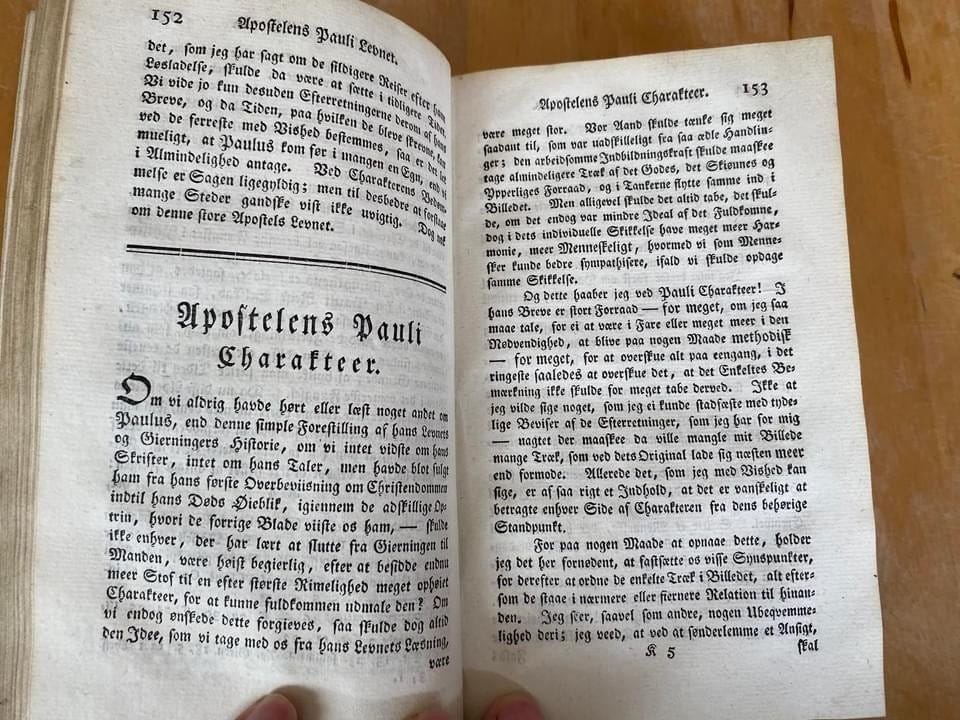 152
Apostelens Pauli Levnet.
det, som jeg har sagt om de sildigere Reiser efter hans
Løsladelse, skulde da være at sætte i tidligere Tider.
Vi vide jo kun desuden Efterretningerne derom af hans
Breve, og da Tiden, paa hvilken de bleve skrevne, kan
ved de ferreste med Vished bestemmes, saa er det let
mueligt, at Paulus kom før i mangen en Egn, end vi
i Almindelighed antage. Ved Charakterens Bedøm-
melse er Sagen ligegyldig; men til desbedre at forstaae
mange Steder gandske vist ikke uvigtig. Dog nok
om denne store Apostels Levnet.
Apostelens Pauli
Charakteer.
Om vi aldrig havde hørt eller læst noget andet om
Paulus, end denne simple Forestilling af hans Levnets
og Gierningers Historie, om vi intet vidste om hans
Skrifter, intet om hans Taler, men havde blot fulgt
ham fra hans første Overbeviisning om Christendommen
indtil hans Døds Øieblik, igiennem de adskillige Op-
trin, hvori de forrige Blade viiste os ham, — skulde
ikke enhver, der har lært at slutte fra Gierningen til
Manden, være høist begierlig, efter at besidde endnu
meer Stof til en efter største Rimelighed meget ophøiet
Charakteer, for at kunne fuldkommen udmale den? Om
vi endog ønskede dette forgieves, saa skulde dog altid
den Idee, som vi tage med os fra hans Levnets Læsning,
være
Apostelens Pauli Charakteer.
153
være meget stor. Vor Aand skulde tænke sig meget
saadant til, som var uadskilleligt fra saa ædle Handlin-
ger; den arbeidsomme Indbildningskraft skulde maaskee
tage almindeligere Træk af det Godes, det Skiønnes og
Ypperliges Forraad, og i Tankerne flytte samme ind i
Billedet. Men alligevel skulde det altid tabe, det skul-
de, om det endog var mindre Ideal af det Fuldkomne,
dog i dets individuelle Skikkelse have meget meer Har-
monie, meer Menneskeligt, hvormed vi som Menne-
sker kunde bedre sympathisere, ifald vi skulde opdage
samme Skikkelse.
Og dette haaber jeg ved Pauli Charakteer! I
hans Breve er stort Forraad — for meget, om jeg saa
maae tale, for ei at være i Fare eller meget meer i den
Nødvendighed, at blive paa nogen Maade methodisk
— for meget, for at overskue alt paa eengang, i det
ringeste saaledes at overskue det, at det Enkeltes Be-
mærkning ikke skulde for meget tabe derved. Ikke at
jeg vilde sige noget, som jeg ei kunde stadfæste med tyde-
lige Beviser af de Efterretninger, som jeg har for mig
— nagtet der maaskee da ville mangle mit Billede
mange Træk, som ved dets Original lade sig næsten meer
end formode. Allerede det, som jeg med Vished kan
sige, er af saa rigt et Indhold, at det er vanskeligt at
betragte enhver Side af Charakteren fra dens behørige
Standpunkt.
For paa nogen Maade at opnaae dette, holder
jeg det her fornødent, at fastsætte os visse Synspunkter,
for derefter at ordne de enkelte Træk i Billedet, alt efter-
som de staae i nærmere eller fiernere Relation til hinan-
den. Jeg seer, saavel som andre, nogen Ubeqvemme-
lighed deri; jeg veed, at ved at sønderlemme et Ansigt,
K 5
skal